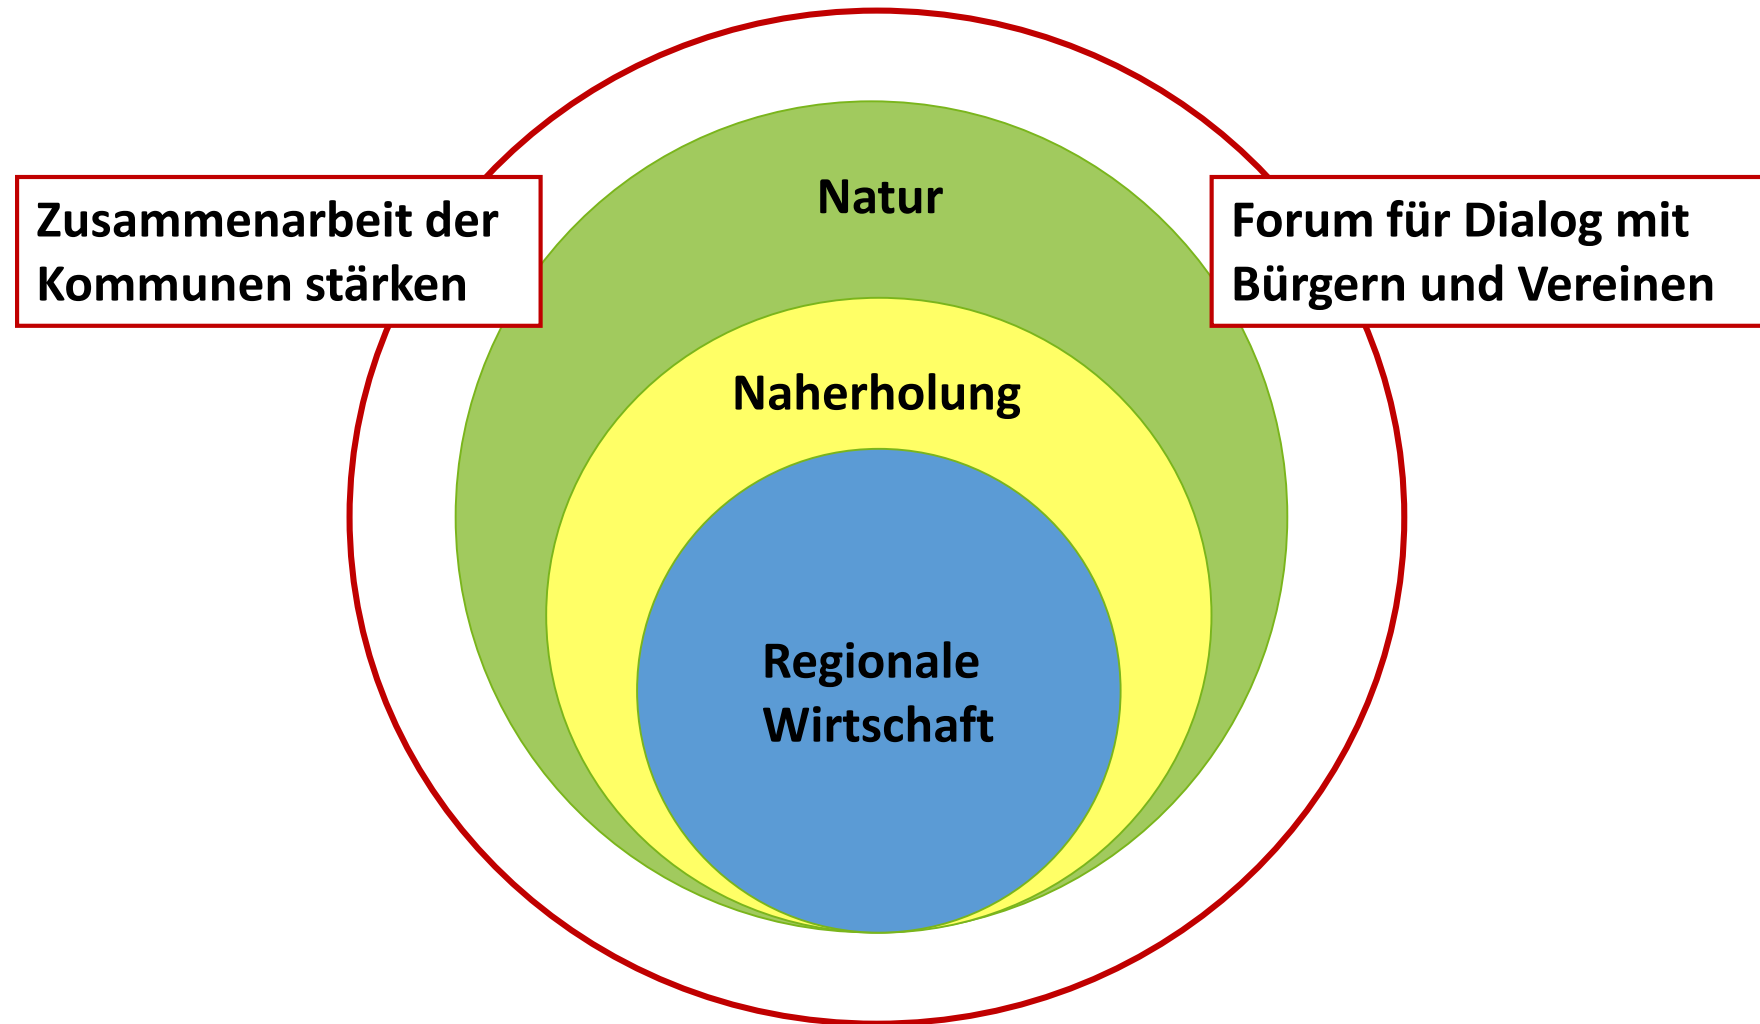 Natur
Zusammenarbeit der
Kommunen stärken
Forum für Dialog mit
Bürgern und Vereinen
Naherholung
Regionale
Wirtschaft